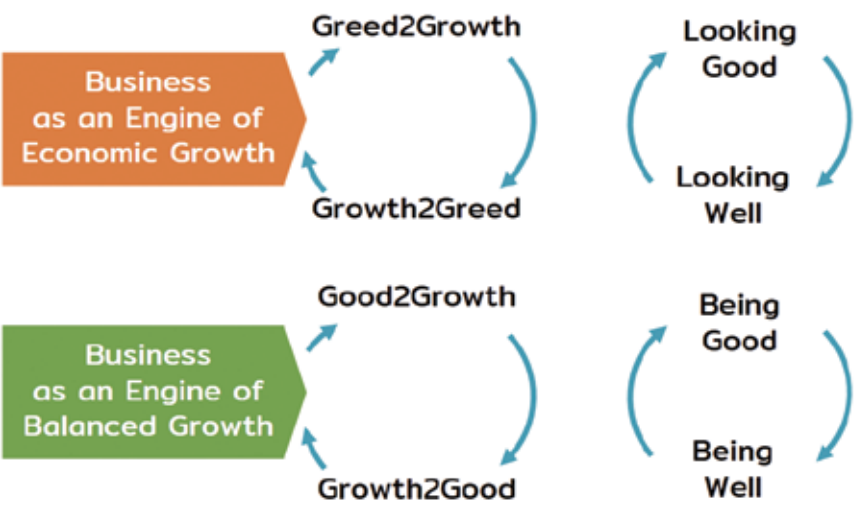 Greed2Growth
Looking
Good
Business
as an Engine of
Economic Growth
Growth2Greed
Looking
Well
Good2Growth
Being
Good
Business
as an Engine of
Balanced Growth
Growth2Good
Being
Well